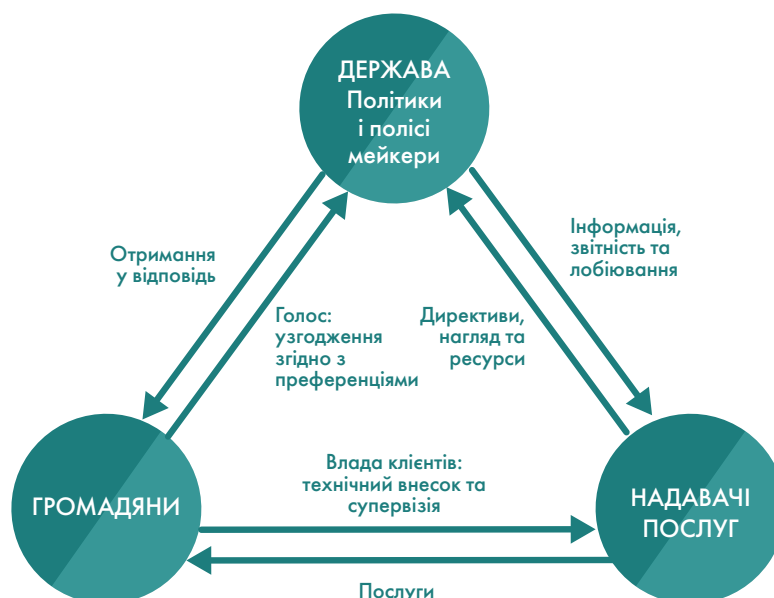 ДЕРЖАВА
Політики
і полісі
мейкери
Отримання
у відповідь
Голос:
узгодження
згідно з
преференціями
Директиви,
нагляд та
ресурси
Інформація,
звітність та
лобіювання
ГРОМАДЯНИ
Влада клієнтів:
технічний внесок та
супервізія
НАДАВАЧІ
ПОСЛУГ
Послуги